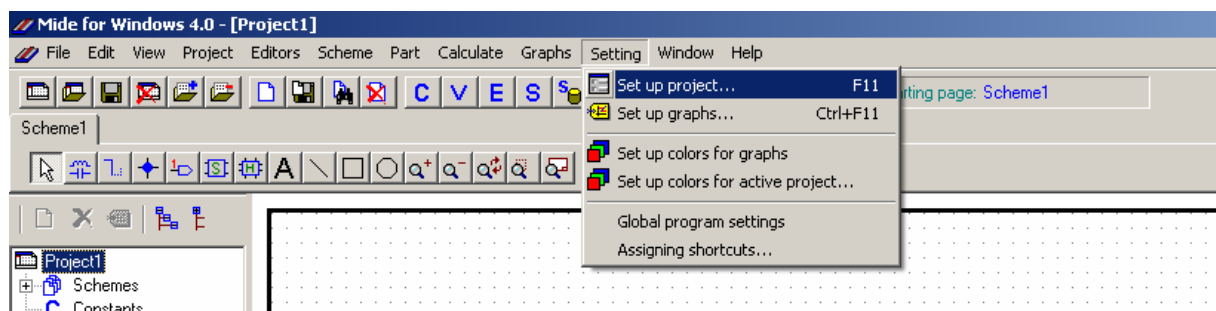 Mide for Windows 4.0 - [Project1]
File Edit View Project Editors Scheme Part Calculate Graphs Setting Window Help
C V E S S
Set up project... F11
rting page: Scheme1
Set up graphs... Ctrl+F11
Scheme1
Set up colors for graphs
1 S H A
Set up colors for active project...
Global program settings
Assigning shortcuts...
Project1
Schemes
C Constants